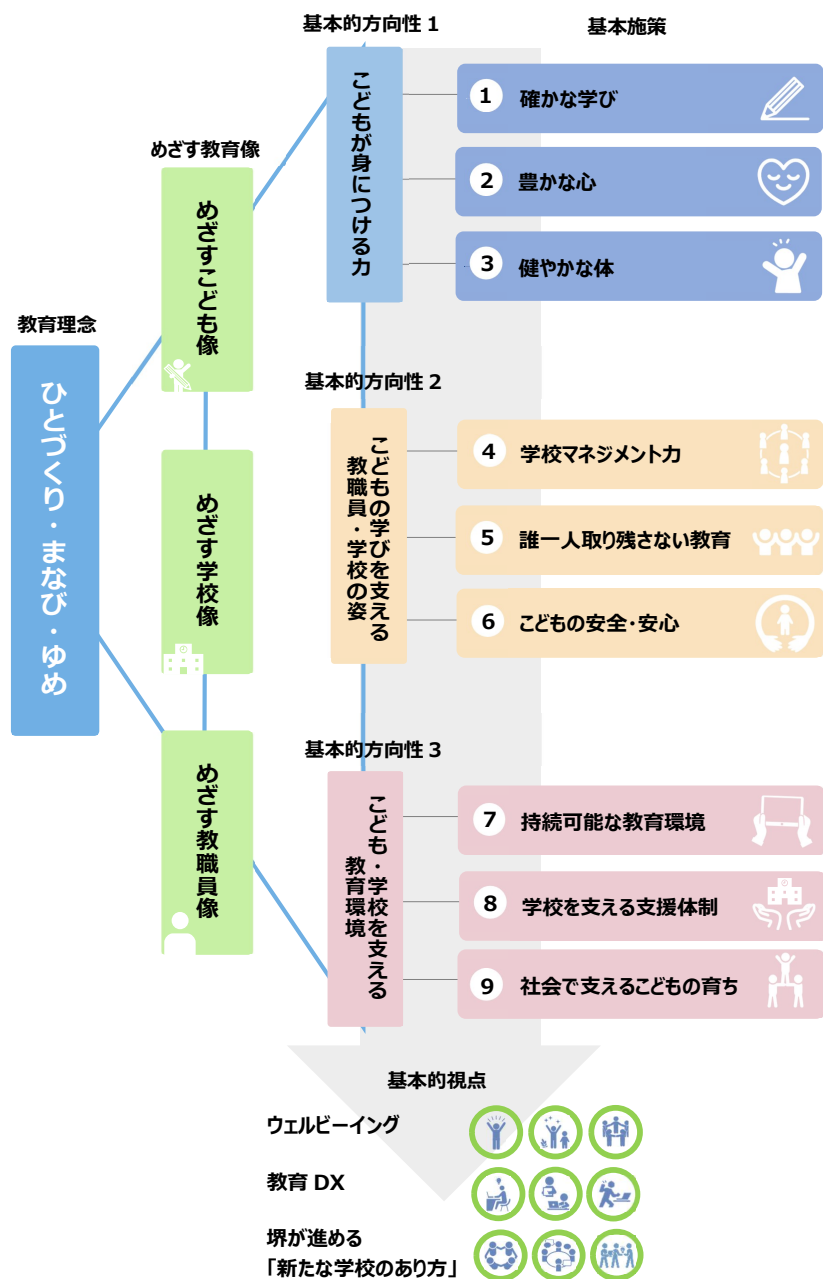 教育理念
ひとづくり・まなび・ゆめ
めざす教育像
めざすこども像
めざす学校像
めざす教職員像
基本的方向性 1
こどもが身につける力
基本施策
1 確かな学び
2 豊かな心
3 健やかな体
基本的方向性 2
こどもの学びを支える
教職員・学校の姿
4 学校マネジメント力
5 誰一人取り残さない教育
6 こどもの安全・安心
基本的方向性 3
こども・学校を支える
教育環境
7 持続可能な教育環境
8 学校を支える支援体制
9 社会で支えるこどもの育ち
基本的視点
ウェルビーイング
教育 DX
堺が進める
「新たな学校のあり方」